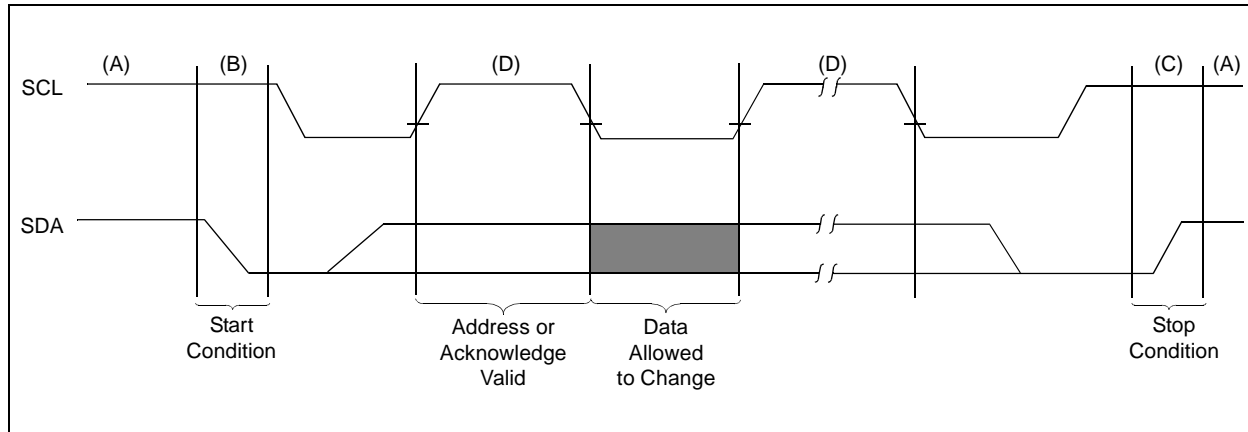 (A) (B) (D) (D) (C) (A)
SCL
SDA
Start
Condition
Address or
Acknowledge
Valid
Data
Allowed
to Change
Stop
Condition